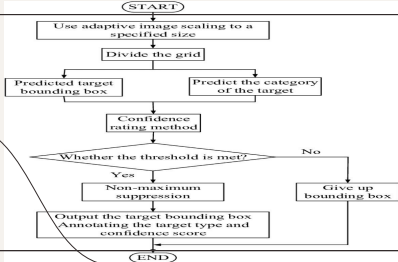 START
Use adaptive image scaling to a
specified size
Divide the grid
Predicted target
bounding box
Predict the category
of the target
Confidence
rating method
Whether the threshold is met?
No
Yes
Non-maximum
suppression
Give up
bounding box
Output the target bounding box
Annotating the target type and
confidence score
END